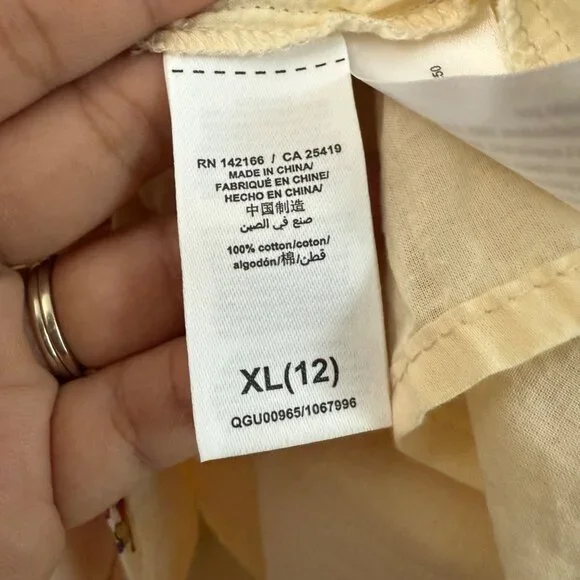 RN 142166 / CA 25419
MADE IN CHINA/
FABRIQUÉ EN CHINE/
HECHO EN CHINA/
中国制造
صنع في الصين
100% cotton/coton/
algodón/棉/قطن/
XL(12)
QGU00965/1067996
50